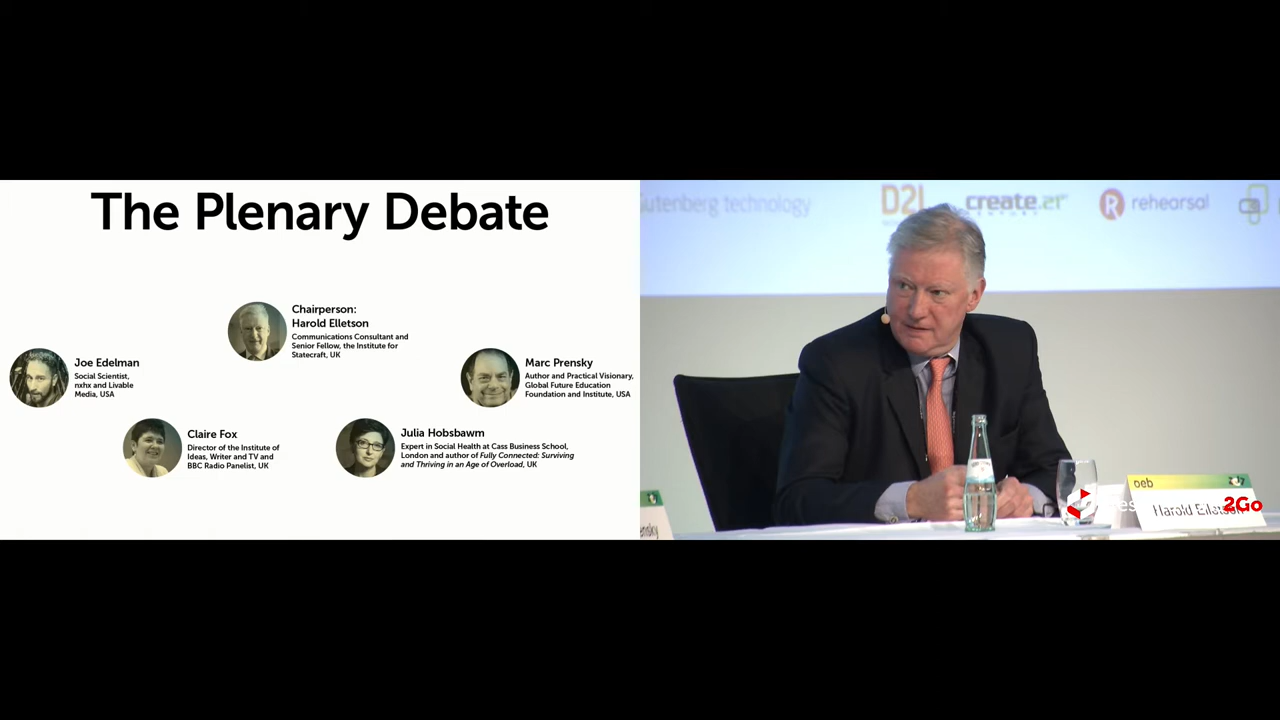 The Plenary Debate
Chairperson:
Harold Elletson
Communications Consultant and
Senior Fellow, the Institute for
Statecraft, UK
Joe Edelman
Social Scientist,
nxhx and Livable
Media, USA
Marc Prensky
Author and Practical Visionary,
Global Future Education
Foundation and Institute, USA
Claire Fox
Director of the Institute of
Ideas, Writer and TV and
BBC Radio Panelist, UK
Julia Hobsbawm
Expert in Social Health at Cass Business School,
London and author of Fully Connected: Surviving
and Thriving in an Age of Overload, UK
Gutenberg technology
D2L
create.er
rehearsal
oeb
Harold Elletson
2Go